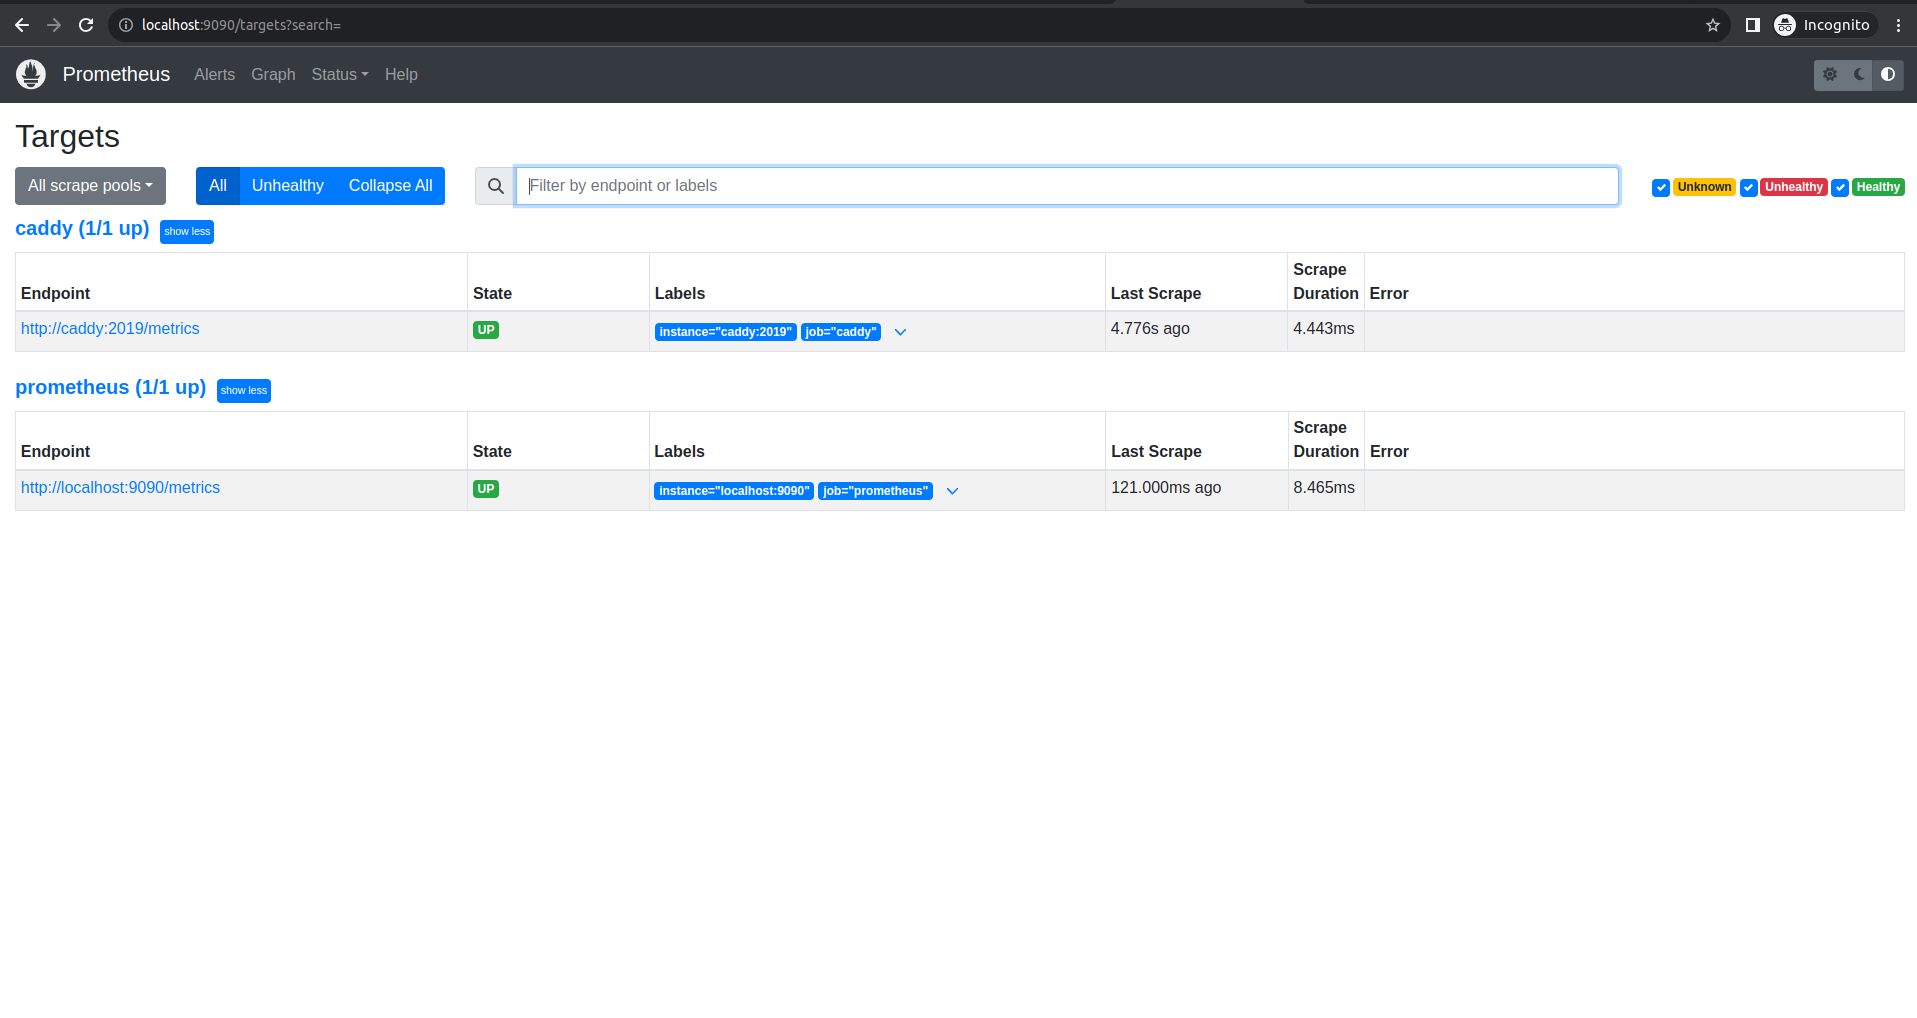 localhost:9090/targets?search=
Incognito
Prometheus Alerts Graph Status Help
Targets
All scrape pools All Unhealthy Collapse All Filter by endpoint or labels Unknown Unhealthy Healthy
caddy (1/1 up) show less
Endpoint State Labels Last Scrape Scrape Duration Error
http://caddy:2019/metrics UP instance="caddy:2019" job="caddy" 4.776s ago 4.443ms
prometheus (1/1 up) show less
Endpoint State Labels Last Scrape Scrape Duration Error
http://localhost:9090/metrics UP instance="localhost:9090" job="prometheus" 121.000ms ago 8.465ms